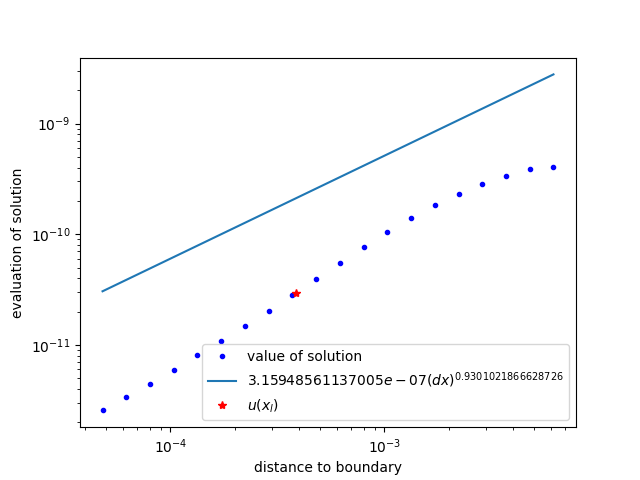 10⁻⁹
10⁻¹⁰
10⁻¹¹
evaluation of solution
value of solution
3.15948561137005e − 07(dx)^0.9301021866628726
u(x_l)
10⁻⁴
10⁻³
distance to boundary